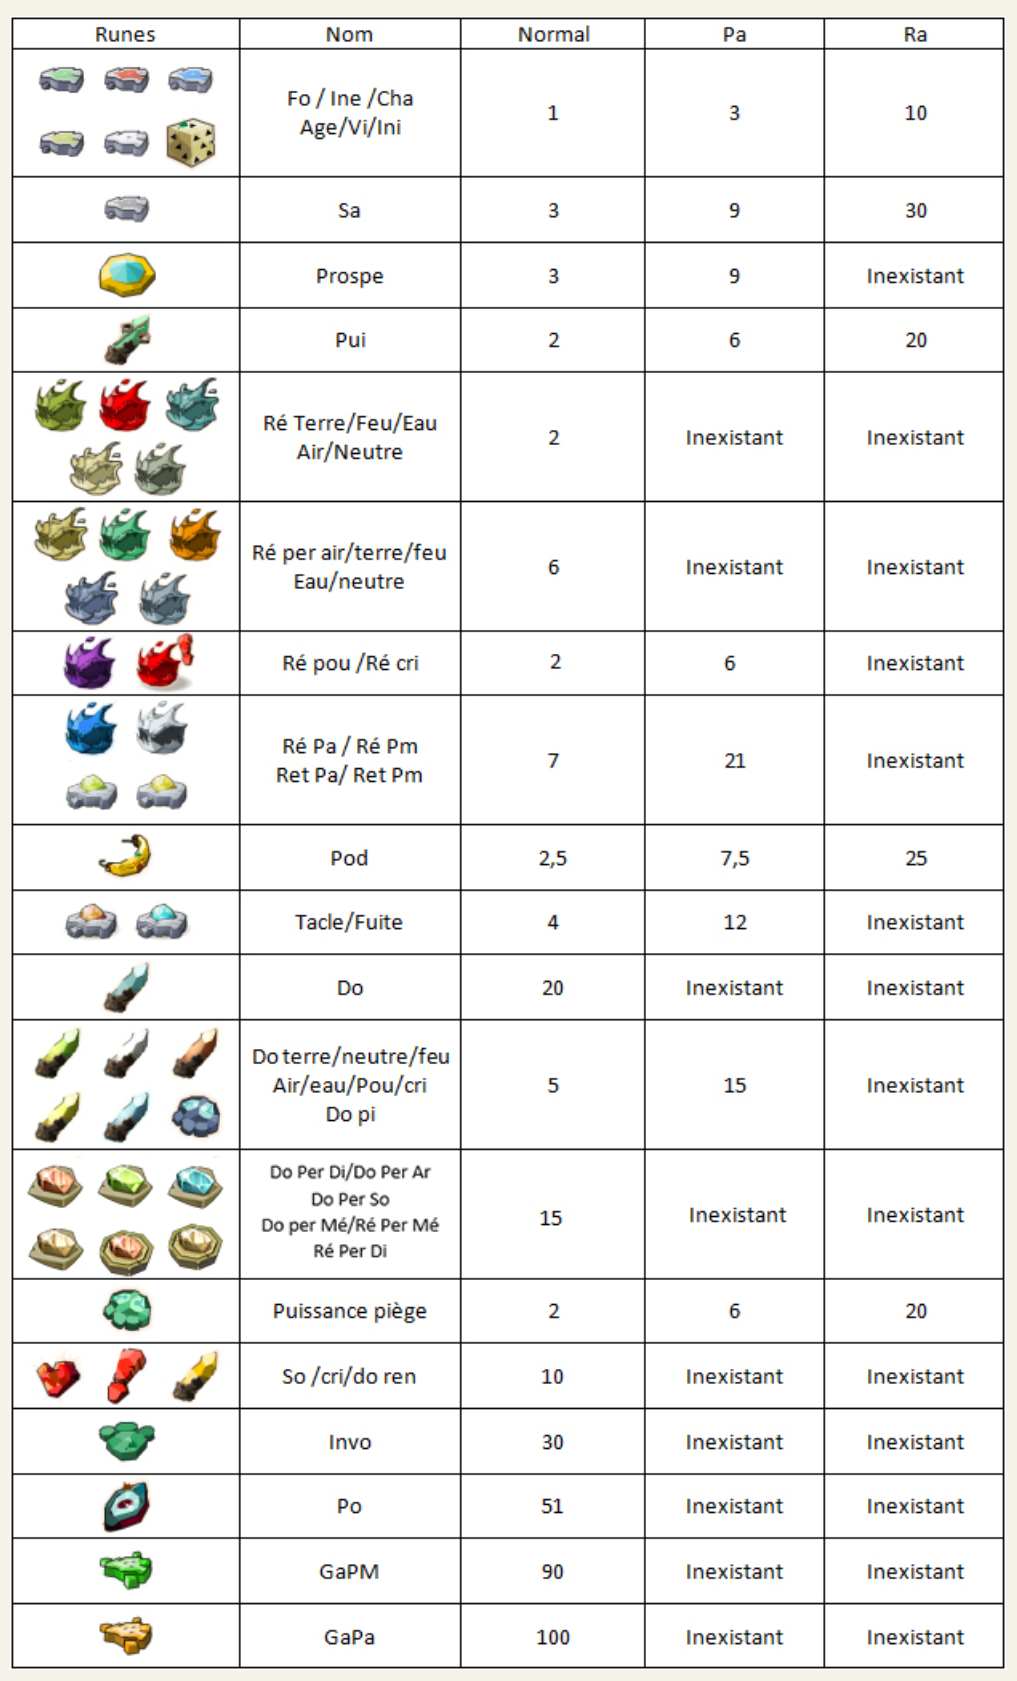 Runes Nom Normal Pa Ra
Fo / Ine /Cha
Age/Vi/Ini
1 3 10
Sa 3 9 30
Prospe 3 9 Inexistant
Pui 2 6 20
Ré Terre/Feu/Eau
Air/Neutre
2 Inexistant Inexistant
Ré per air/terre/feu
Eau/neutre
6 Inexistant Inexistant
Ré pou /Ré cri 2 6 Inexistant
Ré Pa / Ré Pm
Ret Pa/ Ret Pm
7 21 Inexistant
Pod 2,5 7,5 25
Tacle/Fuite 4 12 Inexistant
Do 20 Inexistant Inexistant
Do terre/neutre/feu
Air/eau/Pou/cri
Do pi
5 15 Inexistant
Do Per Di/Do Per Ar
Do Per So
Do per Mé/Ré Per Mé
Ré Per Di
15 Inexistant Inexistant
Puissance piège 2 6 20
So /cri/do ren 10 Inexistant Inexistant
Invo 30 Inexistant Inexistant
Po 51 Inexistant Inexistant
GaPM 90 Inexistant Inexistant
GaPa 100 Inexistant Inexistant